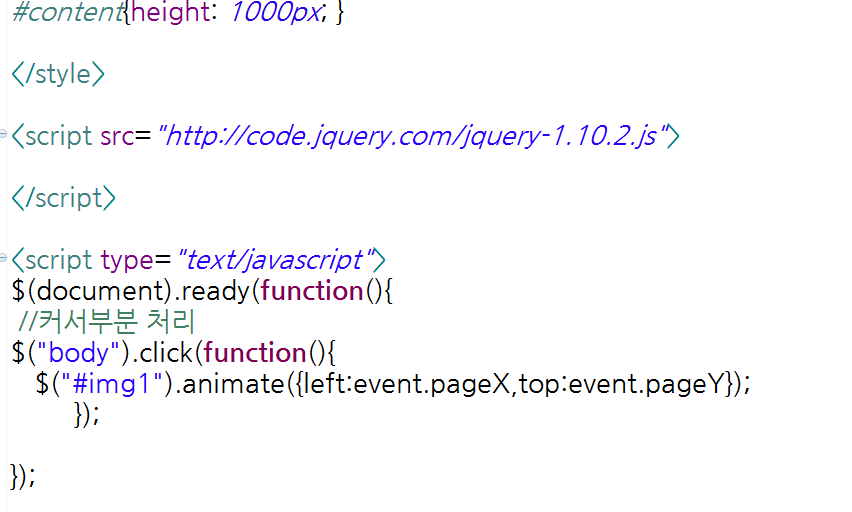 #content{height: 1000px; }
</style>
<script src="http://code.jquery.com/jquery-1.10.2.js">
</script>
<script type="text/javascript">
$(document).ready(function(){
//커서부분 처리
$("body").click(function(){
$("#img1").animate({left:event.pageX,top:event.pageY});
});
});